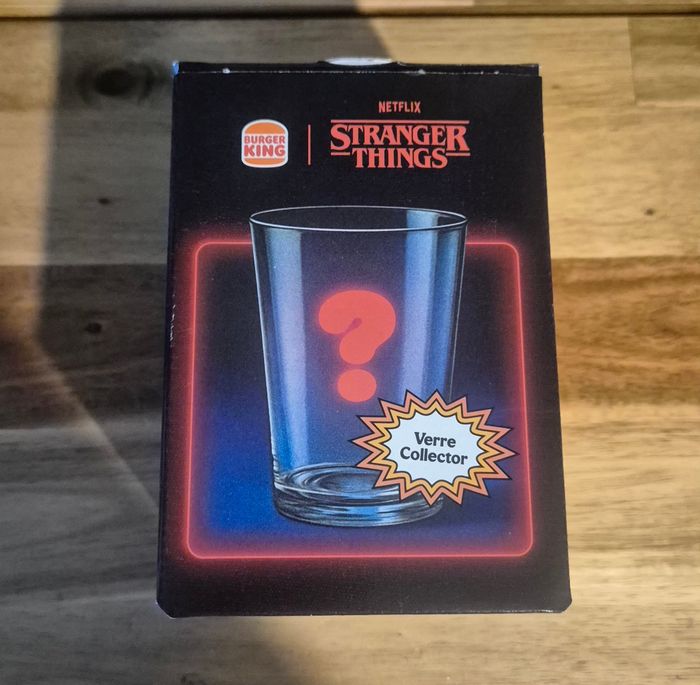 NETFLIX
BURGER
KING
STRANGER
THINGS
?
Verre
Collector